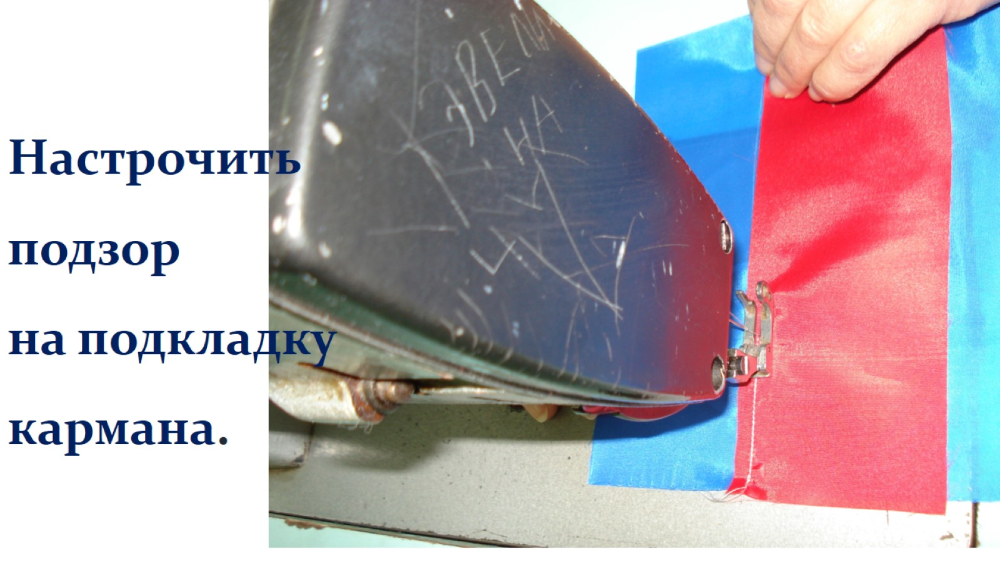 Настрочить
подзор
на подкладку
кармана.